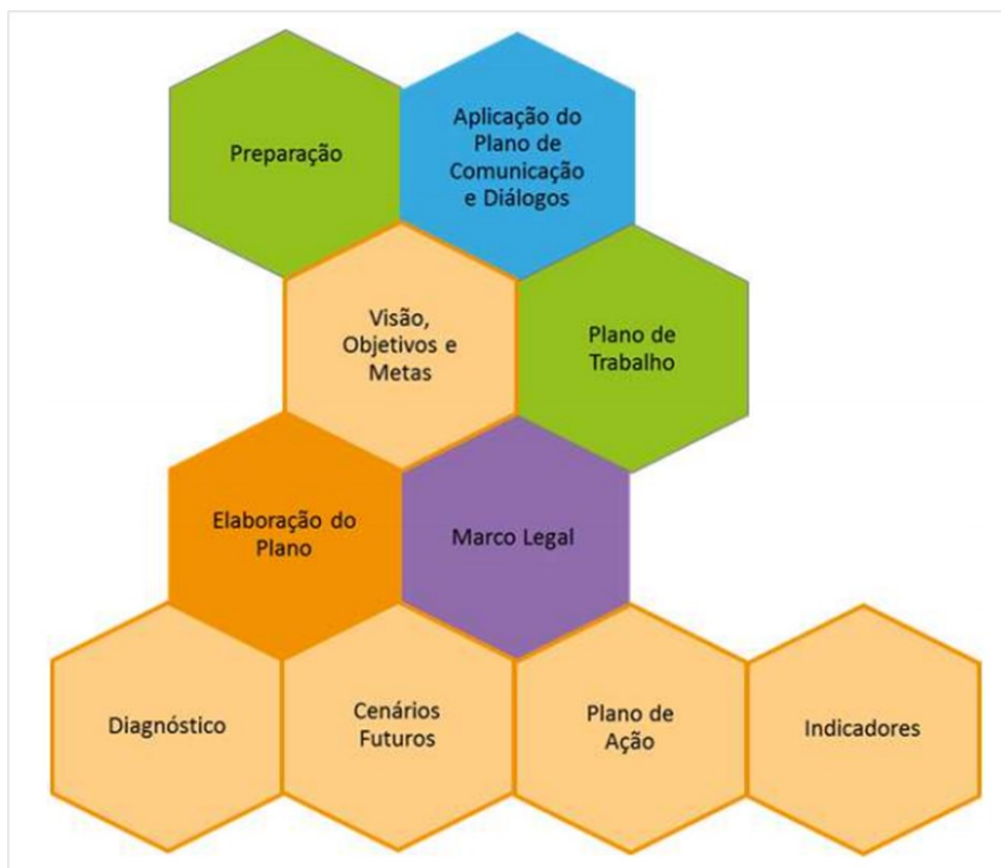 Preparação
Aplicação do
Plano de
Comunicação
e Diálogos
Visão,
Objetivos e
Metas
Plano de
Trabalho
Elaboração do
Plano
Marco Legal
Diagnóstico
Cenários
Futuros
Plano de
Ação
Indicadores